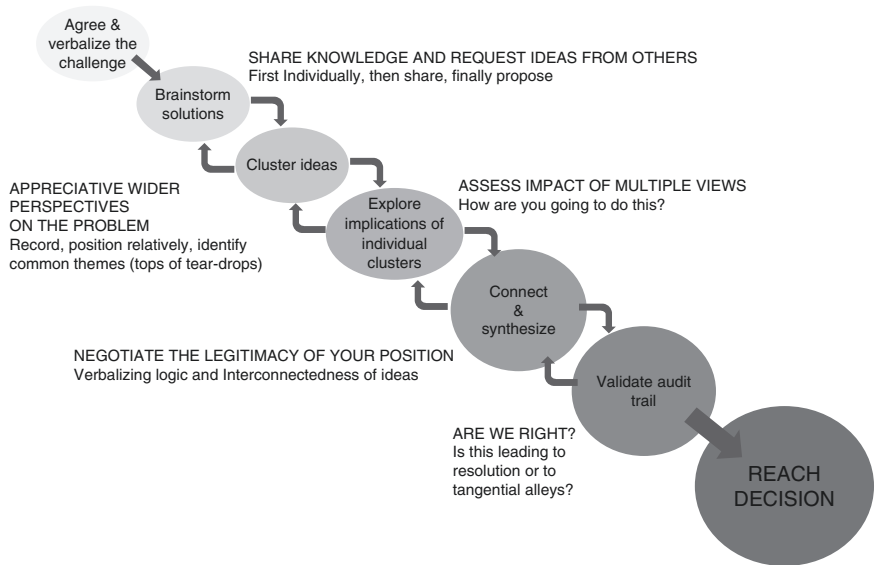 Agree &
verbalize the
challenge
SHARE KNOWLEDGE AND REQUEST IDEAS FROM OTHERS
First Individually, then share, finally propose
Brainstorm
solutions
Cluster ideas
APPRECIATIVE WIDER
PERSPECTIVES
ON THE PROBLEM
Record, position relatively, identify
common themes (tops of tear-drops)
ASSESS IMPACT OF MULTIPLE VIEWS
How are you going to do this?
Explore
implications of
individual
clusters
Connect
&
synthesize
NEGOTIATE THE LEGITIMACY OF YOUR POSITION
Verbalizing logic and Interconnectedness of ideas
Validate audit
trail
ARE WE RIGHT?
Is this leading to
resolution or to
tangential alleys?
REACH
DECISION